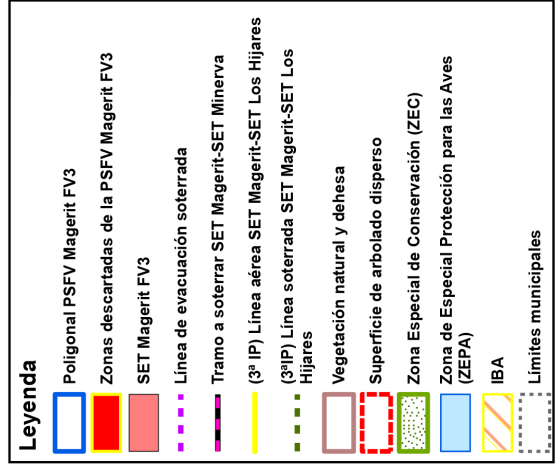 Leyenda
Poligonal PSFV Magerit FV3
Zonas descartadas de la PSFV Magerit FV3
SET Magerit FV3
Línea de evacuación soterrada
Tramo a soterrar SET Magerit-SET Minerva
(3ª IP) Línea aérea SET Magerit-SET Los Hijares
(3ªIP) Línea soterrada SET Magerit-SET Los
Hijares
Vegetación natural y dehesa
Superficie de arbolado disperso
Zona Especial de Conservación (ZEC)
Zona de Especial Protección para las Aves
(ZEPA)
IBA
Límites municipales